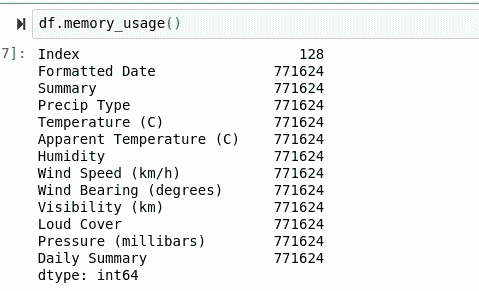 df.memory_usage()
7]: Index 128
Formatted Date 771624
Summary 771624
Precip Type 771624
Temperature (C) 771624
Apparent Temperature (C) 771624
Humidity 771624
Wind Speed (km/h) 771624
Wind Bearing (degrees) 771624
Visibility (km) 771624
Loud Cover 771624
Pressure (millibars) 771624
Daily Summary 771624
dtype: int64